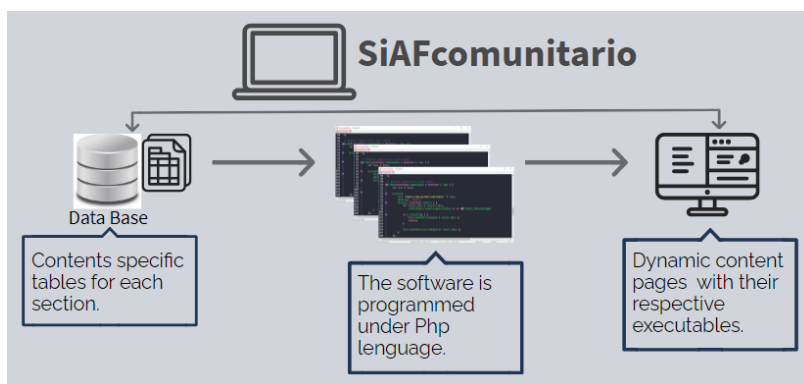 SiAFcomunitario
Data Base
Contents specific
tables for each
section.
The software is
programmed
under Php
lenguage.
Dynamic content
pages with their
respective
executables.